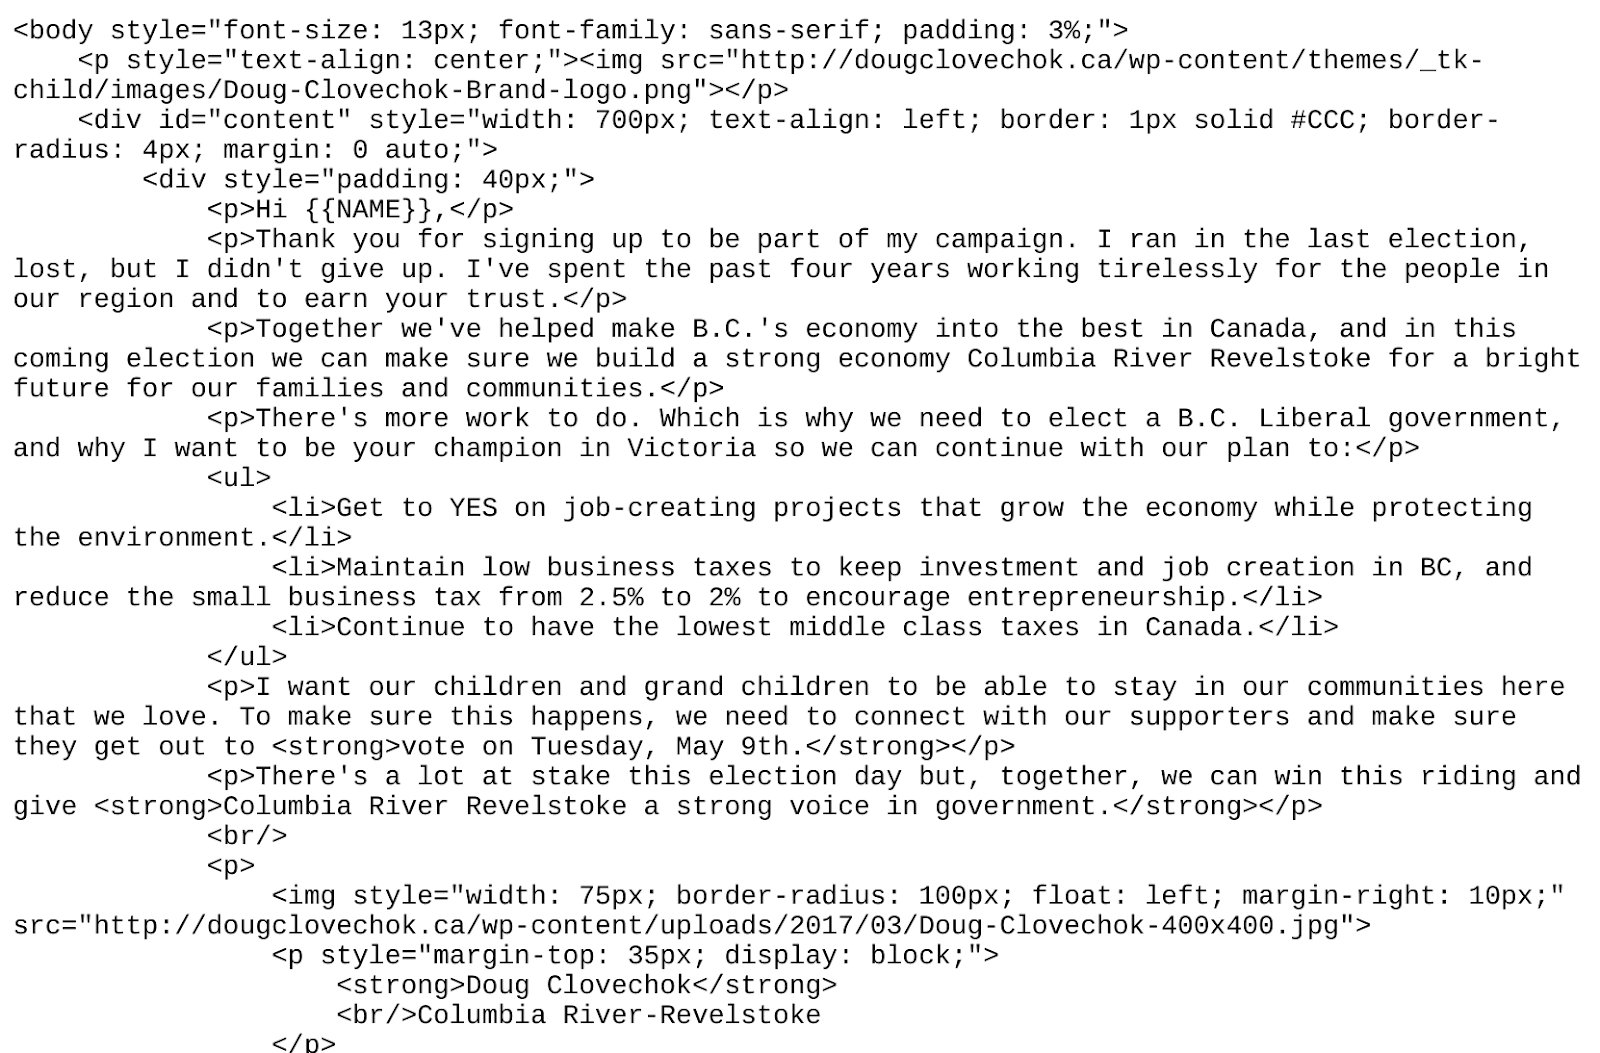 <body style="font-size: 13px; font-family: sans-serif; padding: 3%;">
    <p style="text-align: center;"><img src="http://dougclovechok.ca/wp-content/themes/_tk-
child/images/Doug-Clovechok-Brand-logo.png"></p>
    <div id="content" style="width: 700px; text-align: left; border: 1px solid #CCC; border-
radius: 4px; margin: 0 auto;">
        <div style="padding: 40px;">
            <p>Hi {{NAME}},</p>
            <p>Thank you for signing up to be part of my campaign. I ran in the last election,
lost, but I didn't give up. I've spent the past four years working tirelessly for the people in
our region and to earn your trust.</p>
            <p>Together we've helped make B.C.'s economy into the best in Canada, and in this
coming election we can make sure we build a strong economy Columbia River Revelstoke for a bright
future for our families and communities.</p>
            <p>There's more work to do. Which is why we need to elect a B.C. Liberal government,
and why I want to be your champion in Victoria so we can continue with our plan to:</p>
            <ul>
                <li>Get to YES on job-creating projects that grow the economy while protecting
the environment.</li>
                <li>Maintain low business taxes to keep investment and job creation in BC, and
reduce the small business tax from 2.5% to 2% to encourage entrepreneurship.</li>
                <li>Continue to have the lowest middle class taxes in Canada.</li>
            </ul>
            <p>I want our children and grand children to be able to stay in our communities here
that we love. To make sure this happens, we need to connect with our supporters and make sure
they get out to <strong>vote on Tuesday, May 9th.</strong></p>
            <p>There's a lot at stake this election day but, together, we can win this riding and
give <strong>Columbia River Revelstoke a strong voice in government.</strong></p>
            <br/>
            <p>
                <img style="width: 75px; border-radius: 100px; float: left; margin-right: 10px;"
src="http://dougclovechok.ca/wp-content/uploads/2017/03/Doug-Clovechok-400x400.jpg">
                <p style="margin-top: 35px; display: block;">
                    <strong>Doug Clovechok</strong>
                    <br/>Columbia River-Revelstoke
                </p>